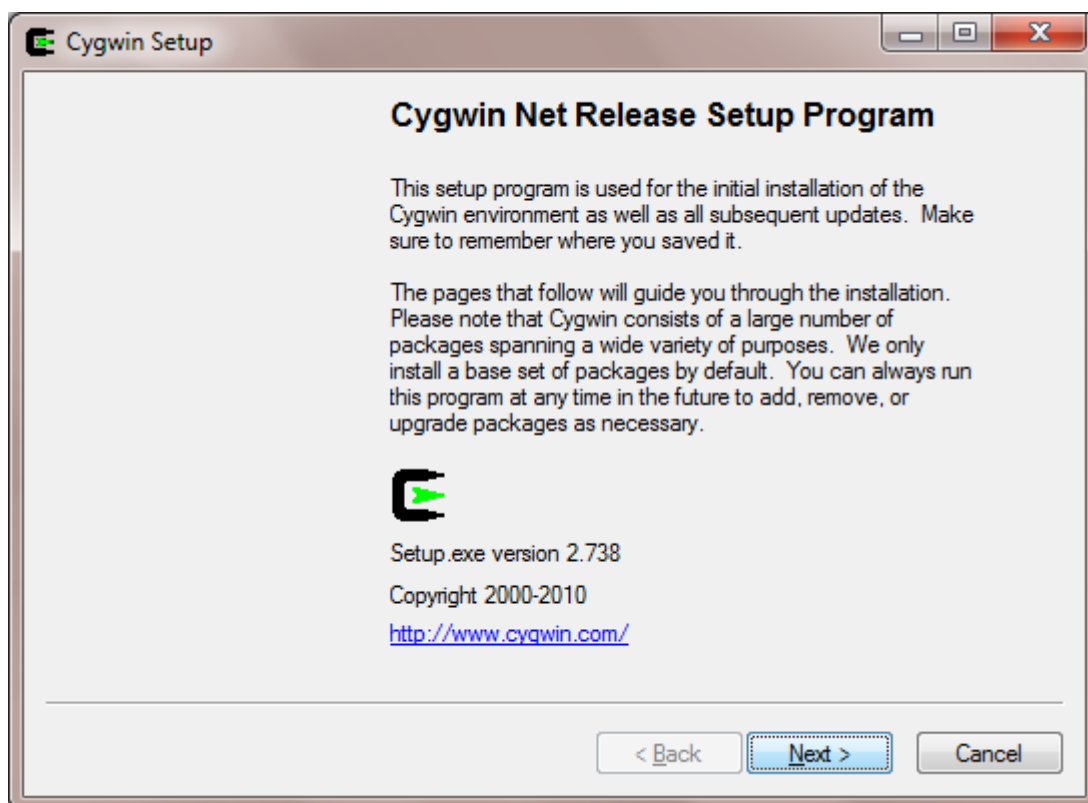 Cygwin Setup
Cygwin Net Release Setup Program
This setup program is used for the initial installation of the
Cygwin environment as well as all subsequent updates.  Make
sure to remember where you saved it.
The pages that follow will guide you through the installation.
Please note that Cygwin consists of a large number of
packages spanning a wide variety of purposes.  We only
install a base set of packages by default.  You can always run
this program at any time in the future to add, remove, or
upgrade packages as necessary.
Setup.exe version 2.738
Copyright 2000-2010
http://www.cygwin.com/
< Back
Next >
Cancel